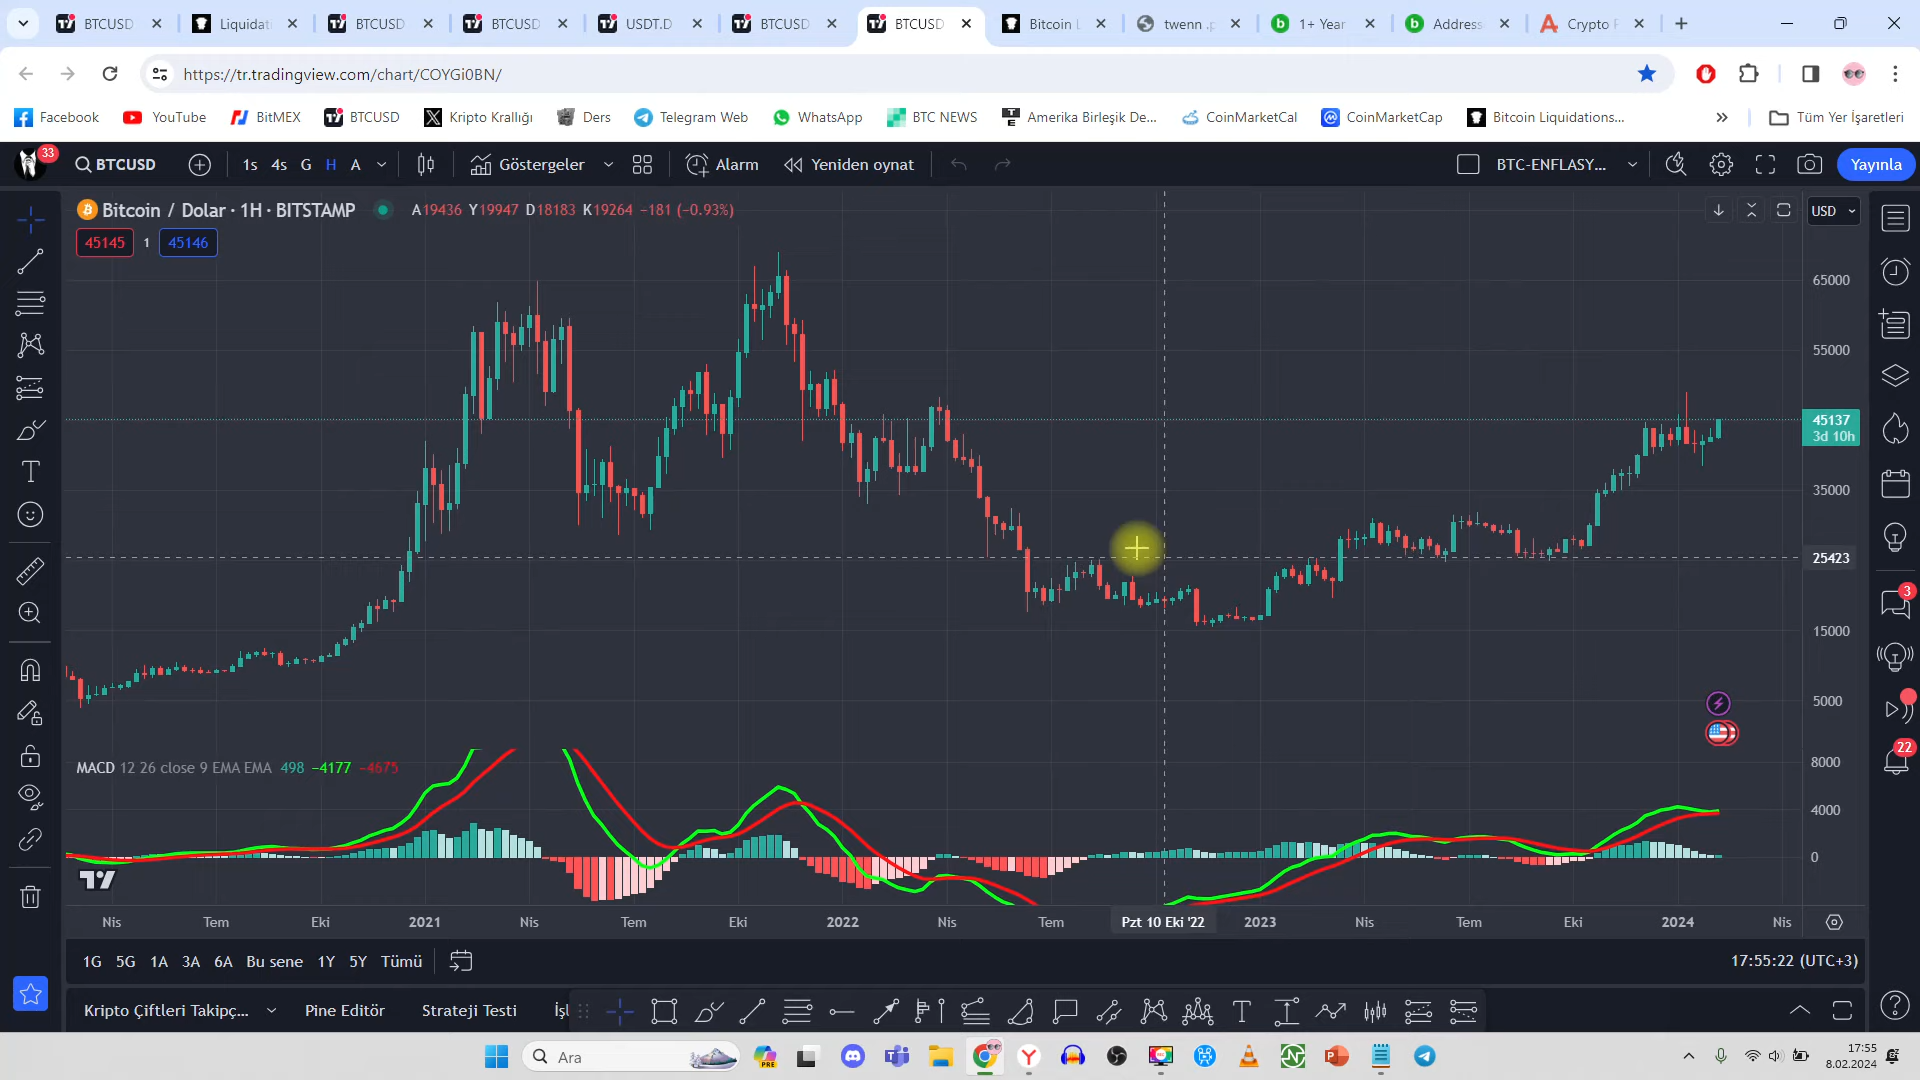 BTCUSD
Liquidati
BTCUSD
BTCUSD
USDT.D
BTCUSD
BTCUSD
Bitcoin L
twenn .p
1+ Year
Address
Crypto F
https://tr.tradingview.com/chart/COYGi0BN/
Facebook
YouTube
BitMEX
BTCUSD
Kripto Krallığı
Ders
Telegram Web
WhatsApp
BTC NEWS
Amerika Birleşik De...
CoinMarketCal
CoinMarketCap
Bitcoin Liquidations...
Tüm Yer İşaretleri
33
BTCUSD
1s 4s G H A
Göstergeler
Alarm
Yeniden oynat
BTC-ENFLASY...
Yayınla
Bitcoin / Dolar · 1H · BITSTAMP
A19436 Y19947 D18183 K19264 −181 (−0.93%)
USD
45145 1 45146
65000
55000
45137
3d 10h
35000
25423
15000
5000
MACD 12 26 close 9 EMA EMA 498 −4177 −4675
8000
4000
0
3
22
Nis Tem Eki 2021 Nis Tem Eki 2022 Nis Tem Pzt 10 Eki '22 2023 Nis Tem Eki 2024 Nis
1G 5G 1A 3A 6A Bu sene 1Y 5Y Tümü
17:55:22 (UTC+3)
Kripto Çiftleri Takipç...
Pine Editör
Strateji Testi
İşl
Ara
PRE
17:55
8.02.2024